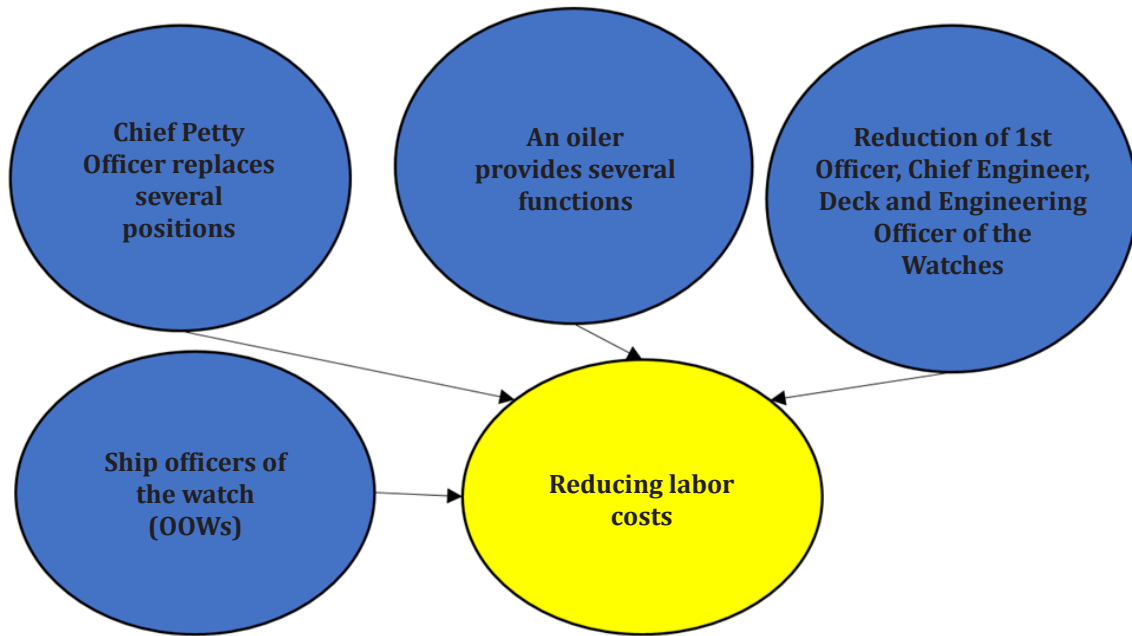 Chief Petty
Officer replaces
several
positions
An oiler
provides several
functions
Reduction of 1st
Officer, Chief Engineer,
Deck and Engineering
Officer of the
Watches
Ship officers of
the watch
(OOWs)
Reducing labor
costs